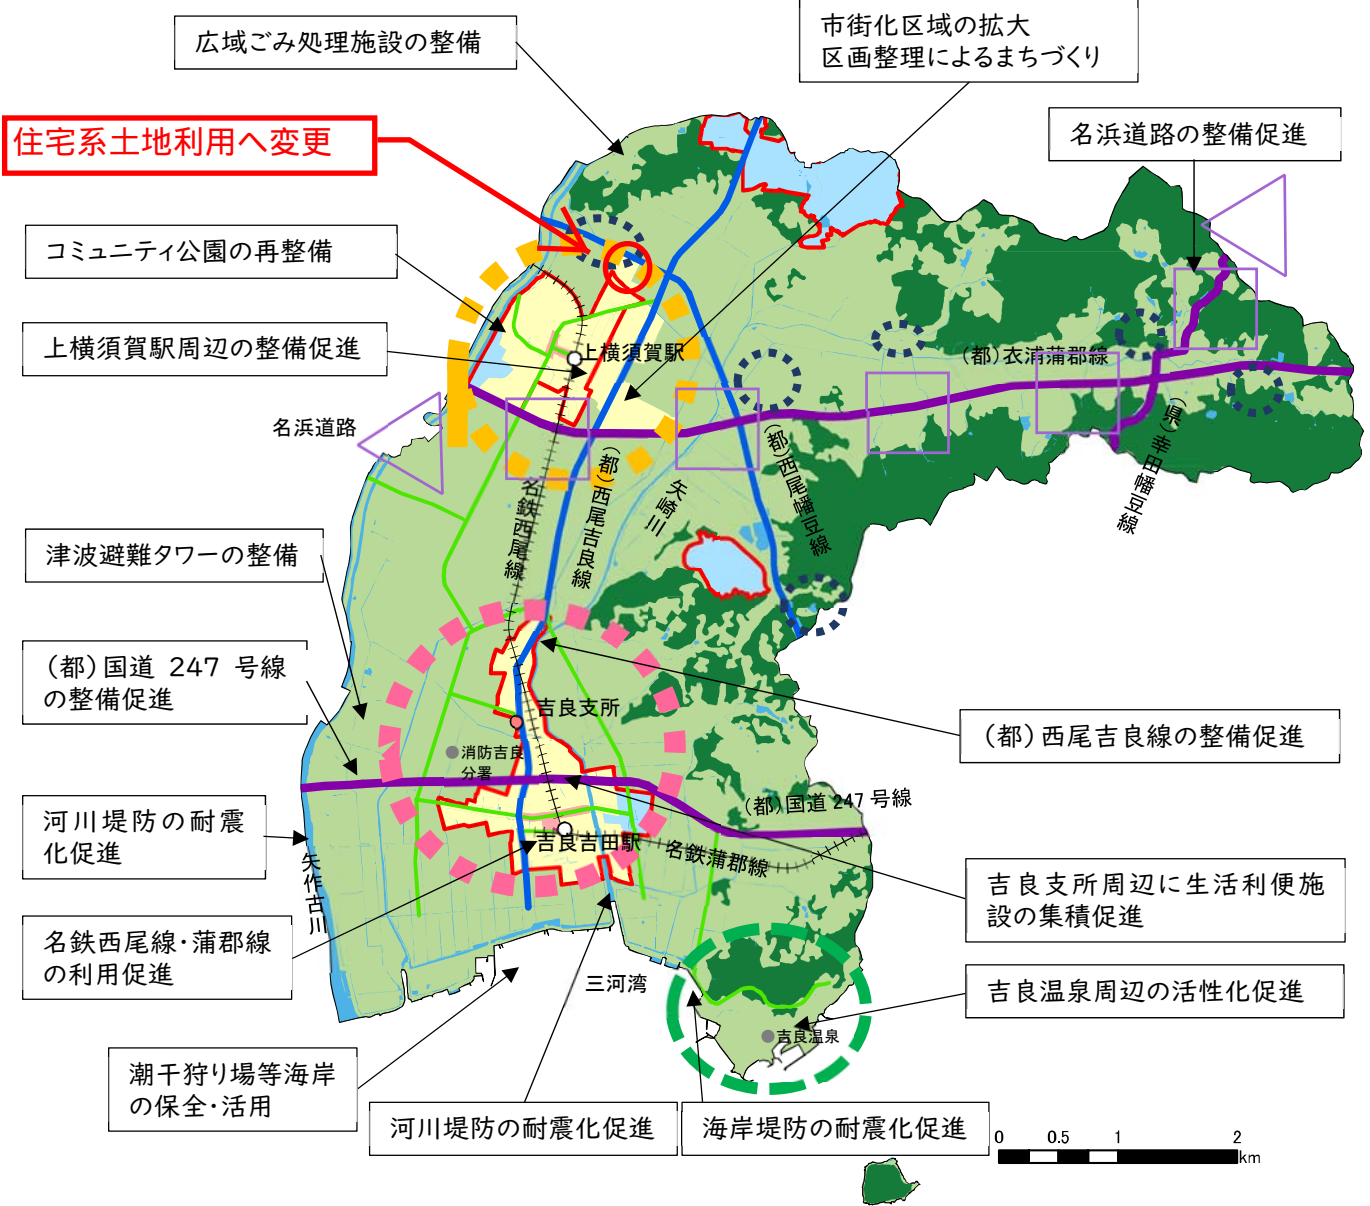 市街化区域の拡大
区画整理によるまちづくり
広域ごみ処理施設の整備
名浜道路の整備促進
住宅系土地利用へ変更
コミュニティ公園の再整備
上横須賀駅周辺の整備促進
上横須賀駅
(都)衣浦蒲郡線
名浜道路
(県)幸田幡豆線
(都)西尾幡豆線
(都)西尾吉良線
矢崎川
名鉄西尾線
津波避難タワーの整備
(都)国道 247 号線
の整備促進
吉良支所
(都)西尾吉良線の整備促進
消防吉良
分署
(都)国道247号線
河川堤防の耐震
化促進
吉良吉田駅
名鉄蒲郡線
矢作古川
吉良支所周辺に生活利便施
設の集積促進
名鉄西尾線・蒲郡線
の利用促進
三河湾
吉良温泉周辺の活性化促進
吉良温泉
潮干狩り場等海岸
の保全・活用
河川堤防の耐震化促進
海岸堤防の耐震化促進
0 0.5 1 2
km